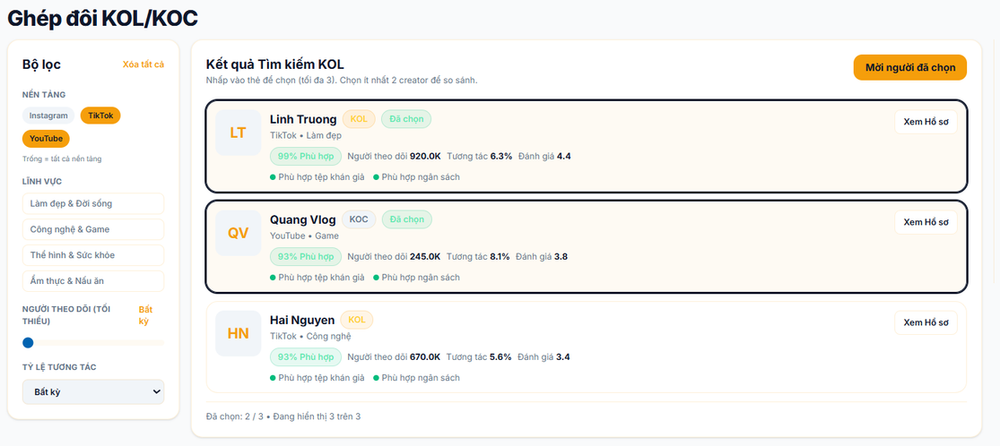 Ghép đôi KOL/KOC
Bộ lọc
Xóa tất cả
NỀN TẢNG
Instagram
TikTok
YouTube
Trống = tất cả nền tảng
LĨNH VỰC
Làm đẹp & Đời sống
Công nghệ & Game
Thể hình & Sức khỏe
Ẩm thực & Nấu ăn
NGƯỜI THEO DÕI (TỐI THIỂU)
Bất kỳ
TỶ LỆ TƯƠNG TÁC
Bất kỳ
Kết quả Tìm kiếm KOL
Nhấp vào thẻ để chọn (tối đa 3). Chọn ít nhất 2 creator để so sánh.
Mời người đã chọn
LT
Linh Truong KOL Đã chọn
Xem Hồ sơ
TikTok • Làm đẹp
99% Phù hợp Người theo dõi 920.0K Tương tác 6.3% Đánh giá 4.4
Phù hợp tệp khán giả Phù hợp ngân sách
QV
Quang Vlog KOC Đã chọn
Xem Hồ sơ
YouTube • Game
93% Phù hợp Người theo dõi 245.0K Tương tác 8.1% Đánh giá 3.8
Phù hợp tệp khán giả Phù hợp ngân sách
HN
Hai Nguyen KOL
Xem Hồ sơ
TikTok • Công nghệ
93% Phù hợp Người theo dõi 670.0K Tương tác 5.6% Đánh giá 3.4
Phù hợp tệp khán giả Phù hợp ngân sách
Đã chọn: 2 / 3 • Đang hiển thị 3 trên 3